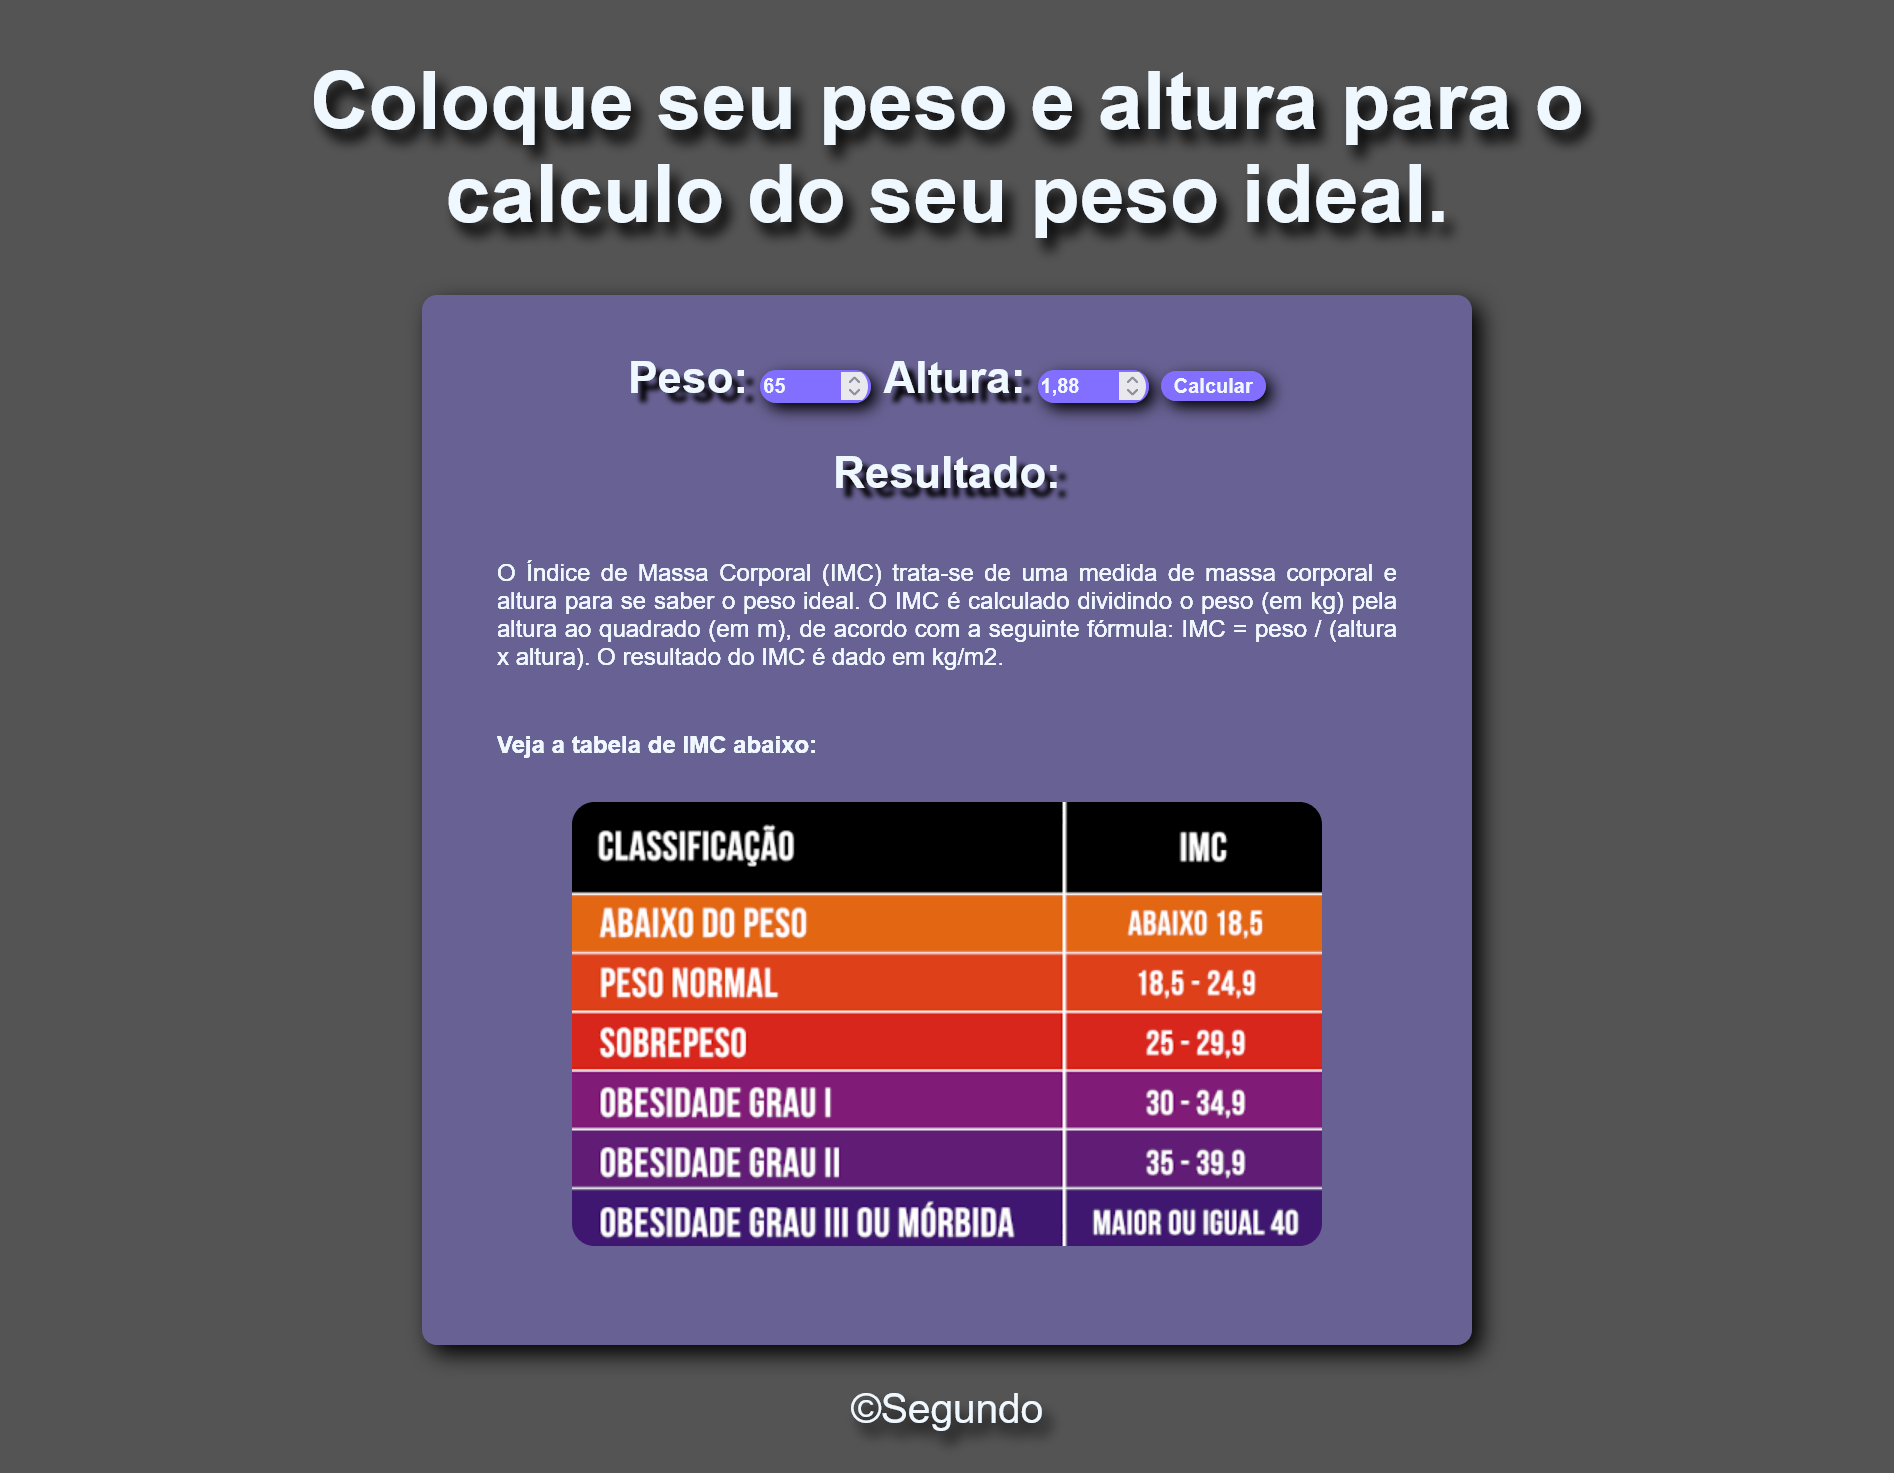 Coloque seu peso e altura para o
calculo do seu peso ideal.
Peso: 65 Altura: 1,88 Calcular
Resultado:
O Índice de Massa Corporal (IMC) trata-se de uma medida de massa corporal e
altura para se saber o peso ideal. O IMC é calculado dividindo o peso (em kg) pela
altura ao quadrado (em m), de acordo com a seguinte fórmula: IMC = peso / (altura
x altura). O resultado do IMC é dado em kg/m2.
Veja a tabela de IMC abaixo:
CLASSIFICAÇÃO IMC
ABAIXO DO PESO ABAIXO 18,5
PESO NORMAL 18,5 - 24,9
SOBREPESO 25 - 29,9
OBESIDADE GRAU I 30 - 34,9
OBESIDADE GRAU II 35 - 39,9
OBESIDADE GRAU III OU MÓRBIDA MAIOR OU IGUAL 40
©Segundo